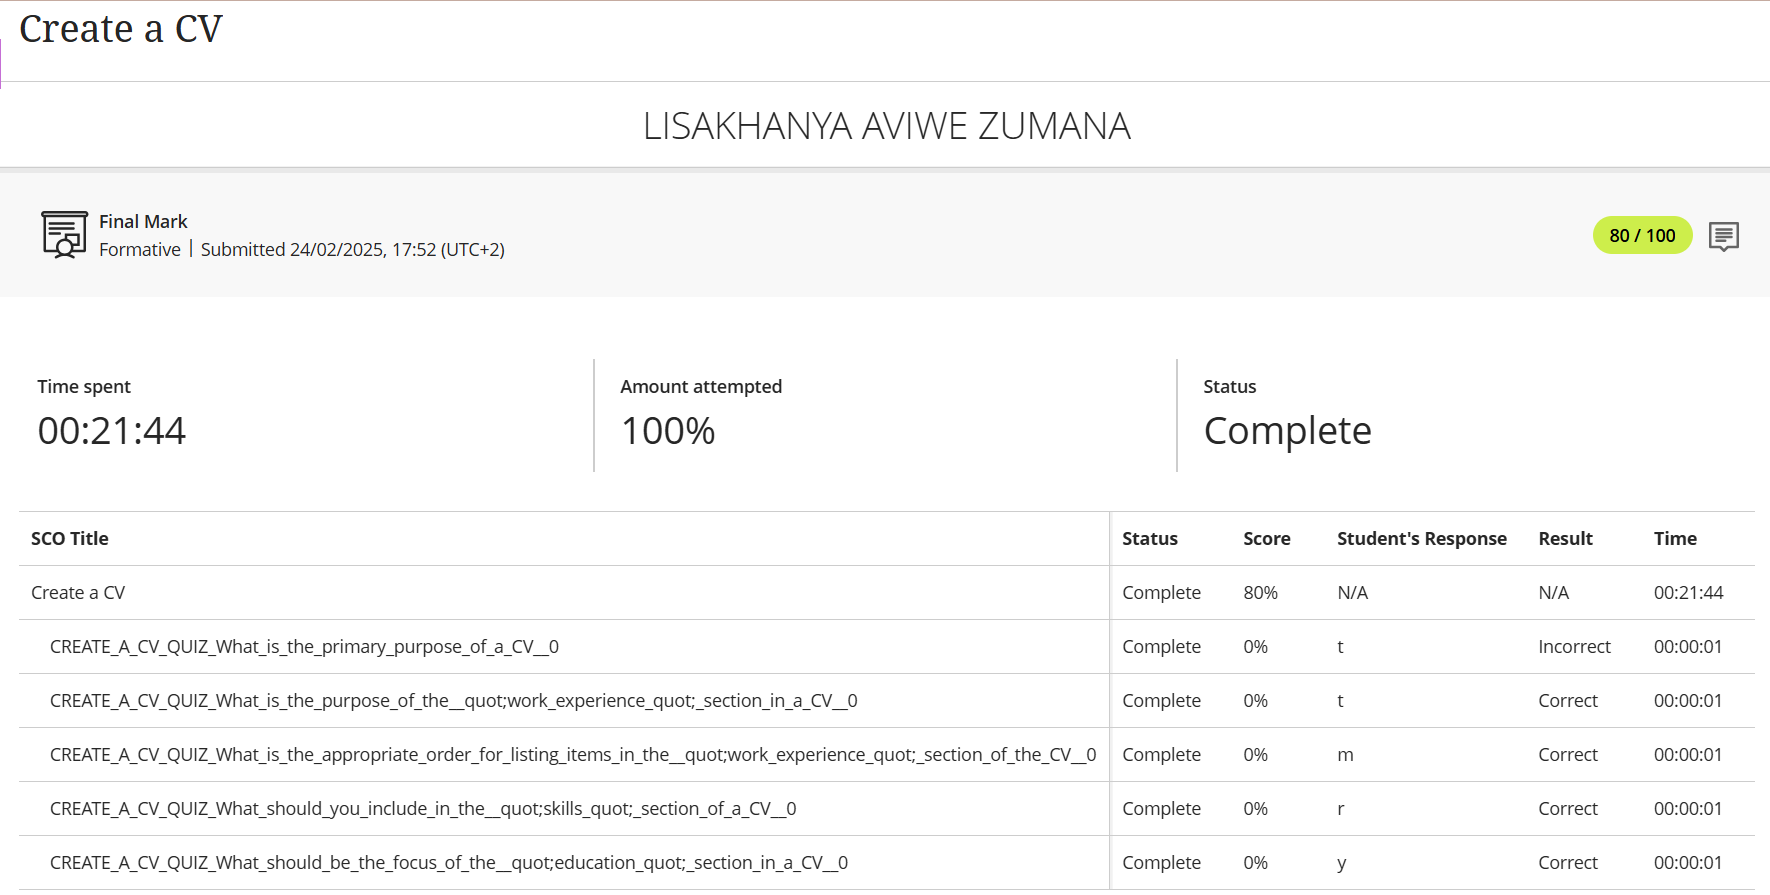 Create a CV
LISAKHANYA AVIWE ZUMANA
Final Mark
Formative | Submitted 24/02/2025, 17:52 (UTC+2)
80 / 100
Time spent
00:21:44
Amount attempted
100%
Status
Complete
SCO Title Status Score Student's Response Result Time
Create a CV Complete 80% N/A N/A 00:21:44
CREATE_A_CV_QUIZ_What_is_the_primary_purpose_of_a_CV__0 Complete 0% t Incorrect 00:00:01
CREATE_A_CV_QUIZ_What_is_the_purpose_of_the__quot;work_experience_quot;_section_in_a_CV__0 Complete 0% t Correct 00:00:01
CREATE_A_CV_QUIZ_What_is_the_appropriate_order_for_listing_items_in_the__quot;work_experience_quot;_section_of_the_CV__0 Complete 0% m Correct 00:00:01
CREATE_A_CV_QUIZ_What_should_you_include_in_the__quot;skills_quot;_section_of_a_CV__0 Complete 0% r Correct 00:00:01
CREATE_A_CV_QUIZ_What_should_be_the_focus_of_the__quot;education_quot;_section_in_a_CV__0 Complete 0% y Correct 00:00:01